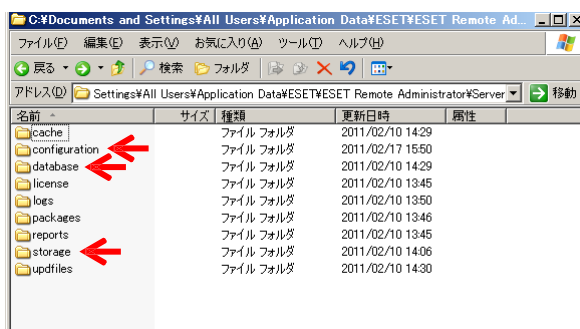 C:¥Documents and Settings¥All Users¥Application Data¥ESET¥ESET Remote Ad...
ファイル(F) 編集(E) 表示(V) お気に入り(A) ツール(T) ヘルプ(H)
戻る 検索 フォルダ
アドレス(D) Settings¥All Users¥Application Data¥ESET¥ESET Remote Administrator¥Server 移動
名前 サイズ 種類 更新日時 属性
cache ファイル フォルダ 2011/02/10 14:29
configuration ファイル フォルダ 2011/02/17 15:50
database ファイル フォルダ 2011/02/10 14:29
license ファイル フォルダ 2011/02/10 13:45
logs ファイル フォルダ 2011/02/10 13:50
packages ファイル フォルダ 2011/02/10 13:46
reports ファイル フォルダ 2011/02/10 13:45
storage ファイル フォルダ 2011/02/10 14:06
updfiles ファイル フォルダ 2011/02/10 14:30